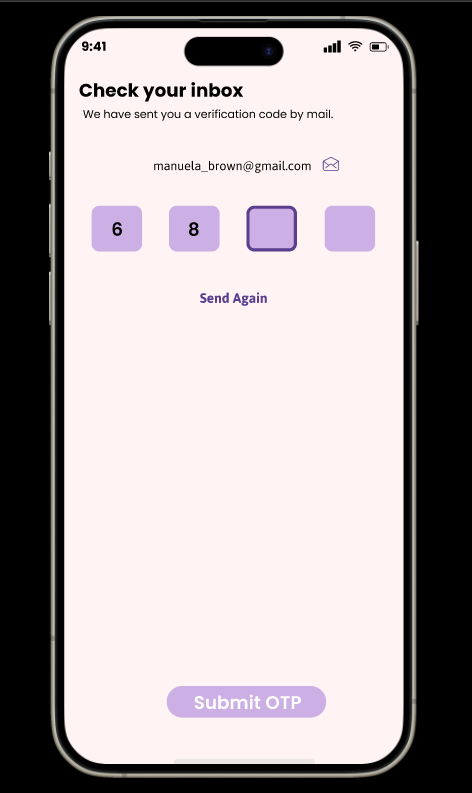 9:41
Check your inbox
We have sent you a verification code by mail.
manuela_brown@gmail.com
6 8
Send Again
Submit OTP